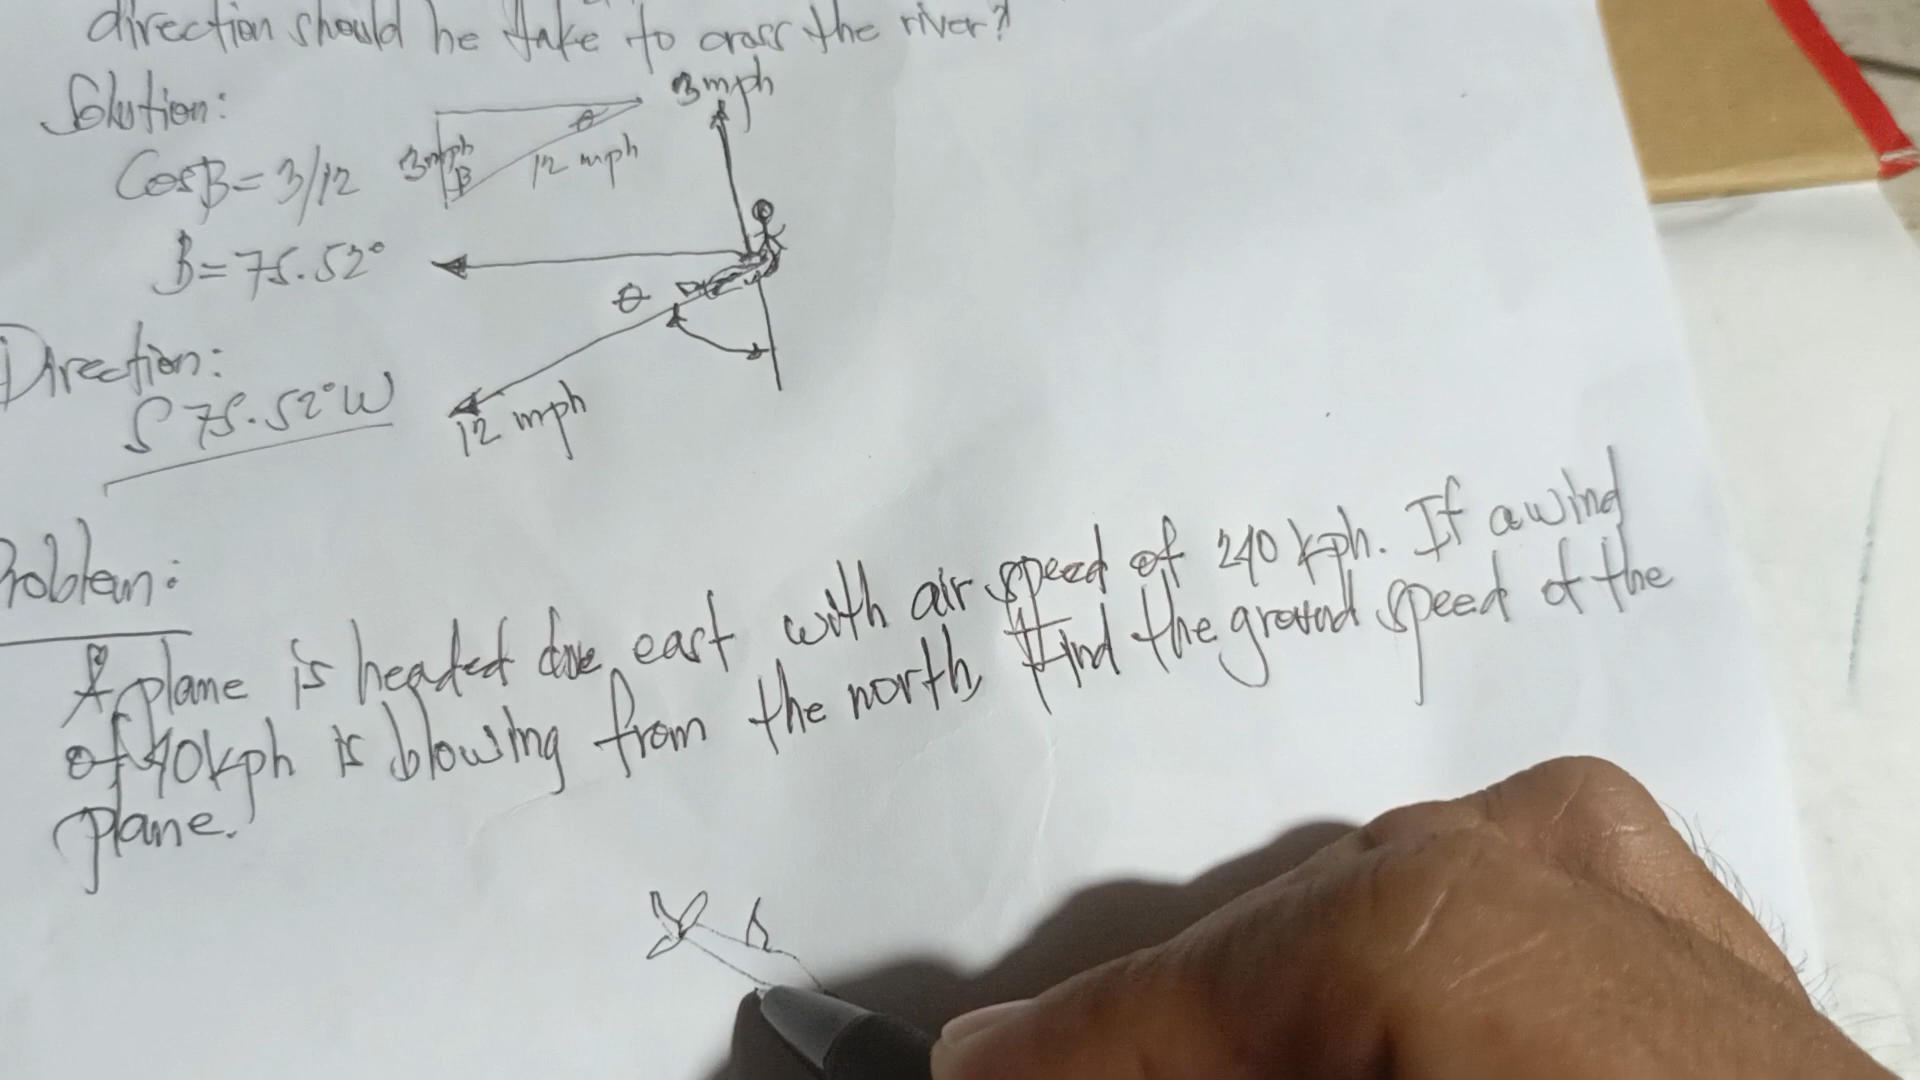 direction should he take to cross the river?
Solution:
3mph
θ
3mph
12 mph
B
CosB = 3/12
B = 75.52°
θ
Direction:
S 75.52° W
12 mph
Problem:
A plane is headed due east with air speed of 240 kph. If a wind
of 40kph is blowing from the north, find the ground speed of the
plane.